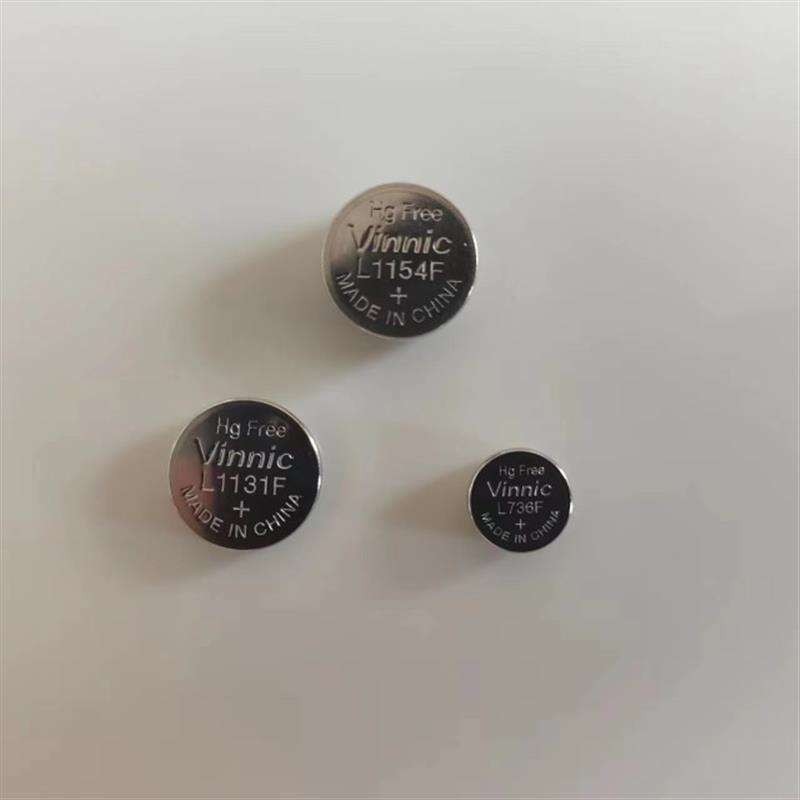 Hg Free
Vinnic
L1154F
+
MADE IN CHINA
Hg Free
Vinnic
L1131F
+
MADE IN CHINA
Hg Free
Vinnic
L736F
+
MADE IN CHINA